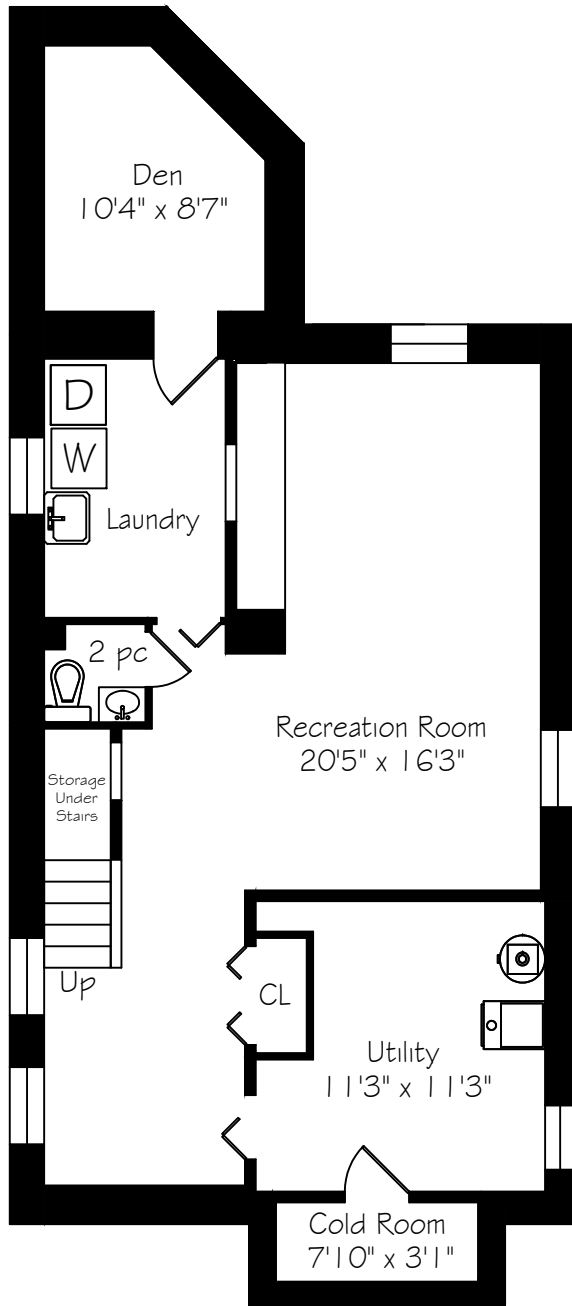 Den
10'4" x 8'7"
D
W
Laundry
2 pc
Recreation Room
20'5" x 16'3"
Storage
Under
Stairs
Up
CL
Utility
11'3" x 11'3"
Cold Room
7'10" x 3'1"